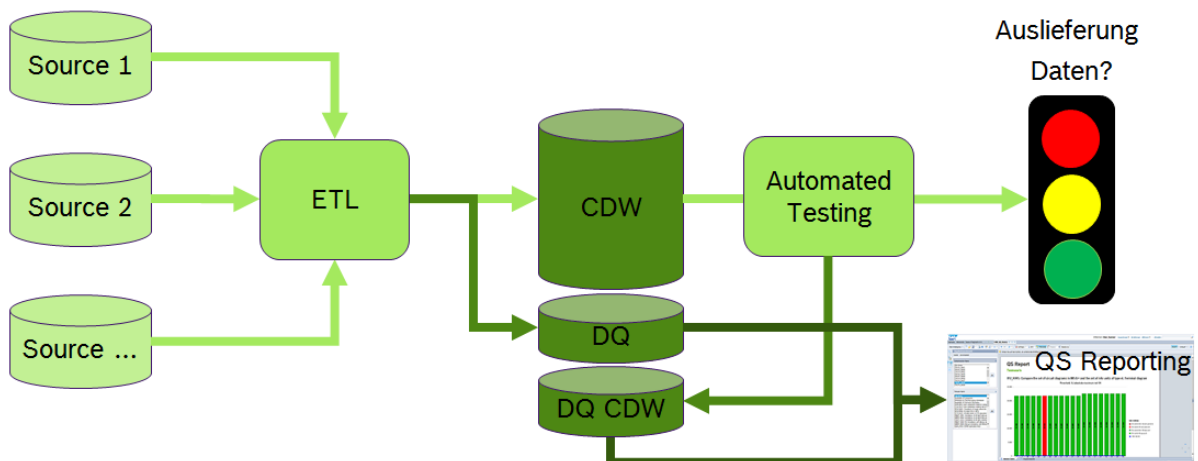 Auslieferung
Daten?
Source 1
Source 2
Source ...
ETL
CDW
Automated
Testing
DQ
DQ CDW
QS Reporting
QS Report